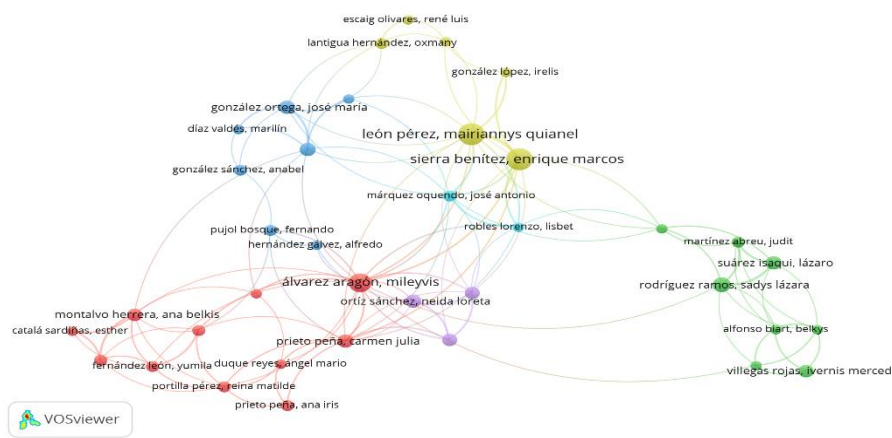 escaig olivares, rené luis
lantigua hernández, oxmany
gonzález lópez, irelis
gonzález ortega, josé maría
díaz valdés, marilín
león pérez, mairiannys quianel
sierra benítez, enrique marcos
gonzález sánchez, anabel
márquez oquendo, josé antonio
pujol bosque, fernando
robles lorenzo, lisbet
hernández gálvez, alfredo
martínez abreu, judit
suárez isaqui, lázaro
álvarez aragón, mileyvis
rodríguez ramos, sadys lázara
ortíz sánchez, neida loreta
montalvo herrera, ana belkis
catalá sardiñas, esther
alfonso biart, belkys
prieto peña, carmen julia
fernández león, yumila
duque reyes, ángel mario
villegas rojas, ivernis merced
portilla pérez, reina matilde
prieto peña, ana iris
VOSviewer